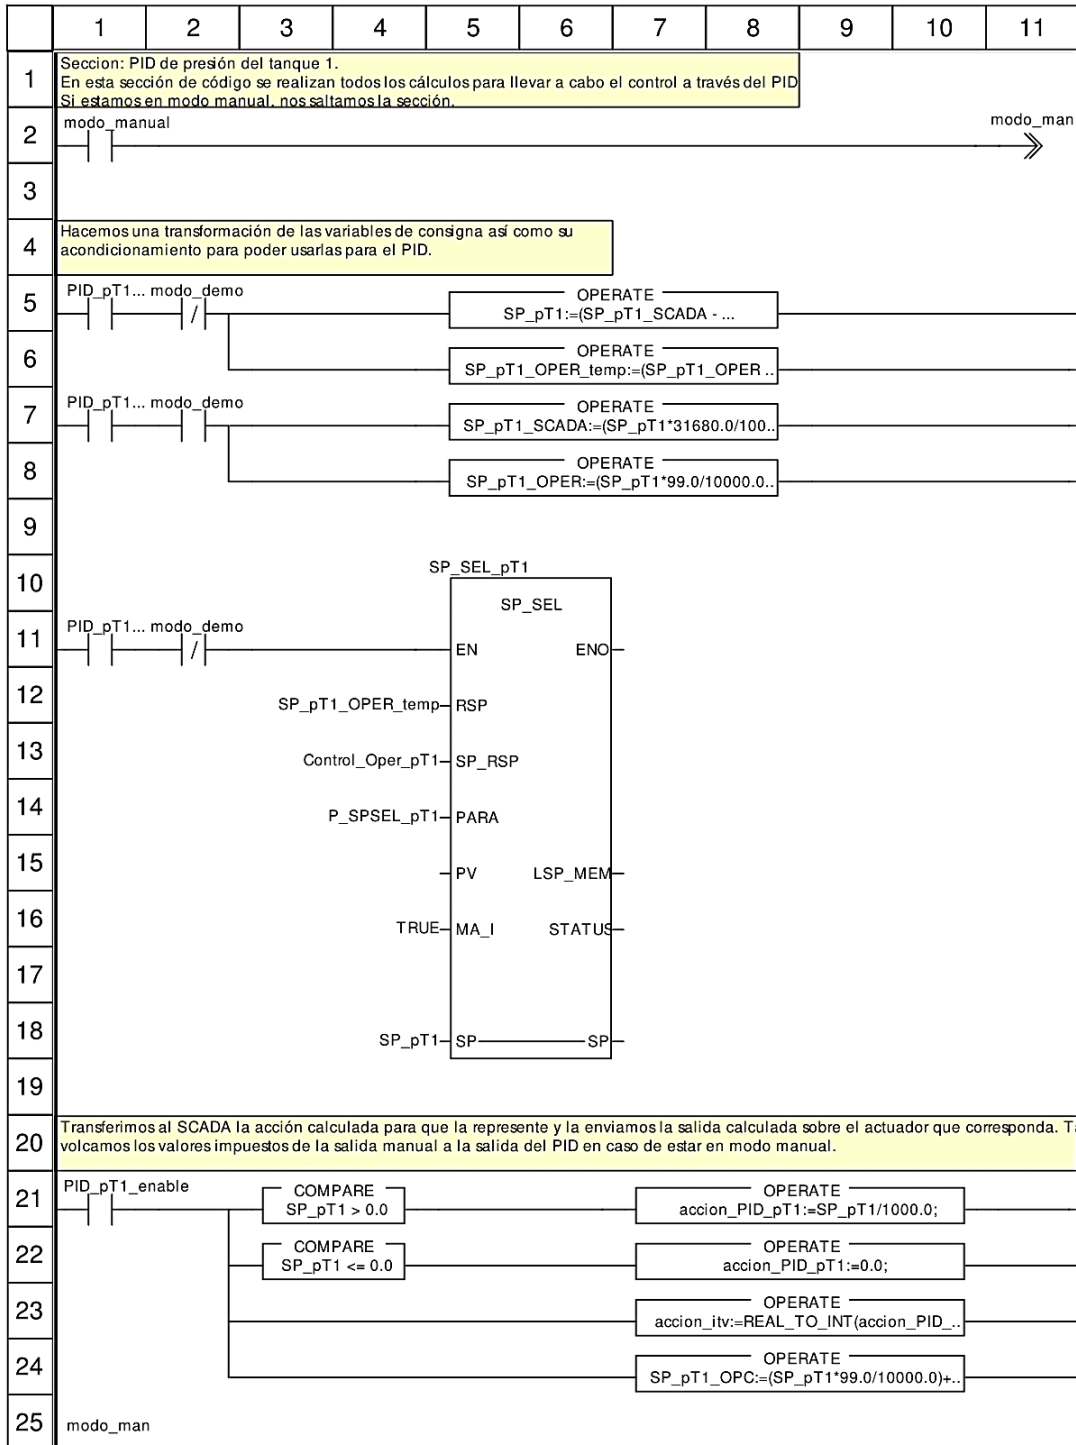 1 2 3 4 5 6 7 8 9 10 11
1
Seccion: PID de presión del tanque 1.
En esta sección de código se realizan todos los cálculos para llevar a cabo el control a través del PID
Si estamos en modo manual, nos saltamos la sección.
2
modo_manual modo_man
3
4
Hacemos una transformación de las variables de consigna así como su
acondicionamiento para poder usarlas para el PID.
5
PID_pT1... modo_demo
OPERATE
SP_pT1:=(SP_pT1_SCADA - ...
6
OPERATE
SP_pT1_OPER_temp:=(SP_pT1_OPER ..
7
PID_pT1... modo_demo
OPERATE
SP_pT1_SCADA:=(SP_pT1*31680.0/100..
8
OPERATE
SP_pT1_OPER:=(SP_pT1*99.0/10000.0..
9
10
SP_SEL_pT1
SP_SEL
11
PID_pT1... modo_demo
/
EN ENO
12
SP_pT1_OPER_temp RSP
13
Control_Oper_pT1 SP_RSP
14
P_SPSEL_pT1 PARA
15
PV LSP_MEM
16
TRUE MA_I STATUS
17
18
SP_pT1 SP SP
19
20
Transferimos al SCADA la acción calculada para que la represente y la enviamos la salida calculada sobre el actuador que corresponda. Ta
volcamos los valores impuestos de la salida manual a la salida del PID en caso de estar en modo manual.
21
PID_pT1_enable
COMPARE
SP_pT1 > 0.0
OPERATE
accion_PID_pT1:=SP_pT1/1000.0;
22
COMPARE
SP_pT1 <= 0.0
OPERATE
accion_PID_pT1:=0.0;
23
OPERATE
accion_itv:=REAL_TO_INT(accion_PID_..
24
OPERATE
SP_pT1_OPC:=(SP_pT1*99.0/10000.0)+..
25
modo_man